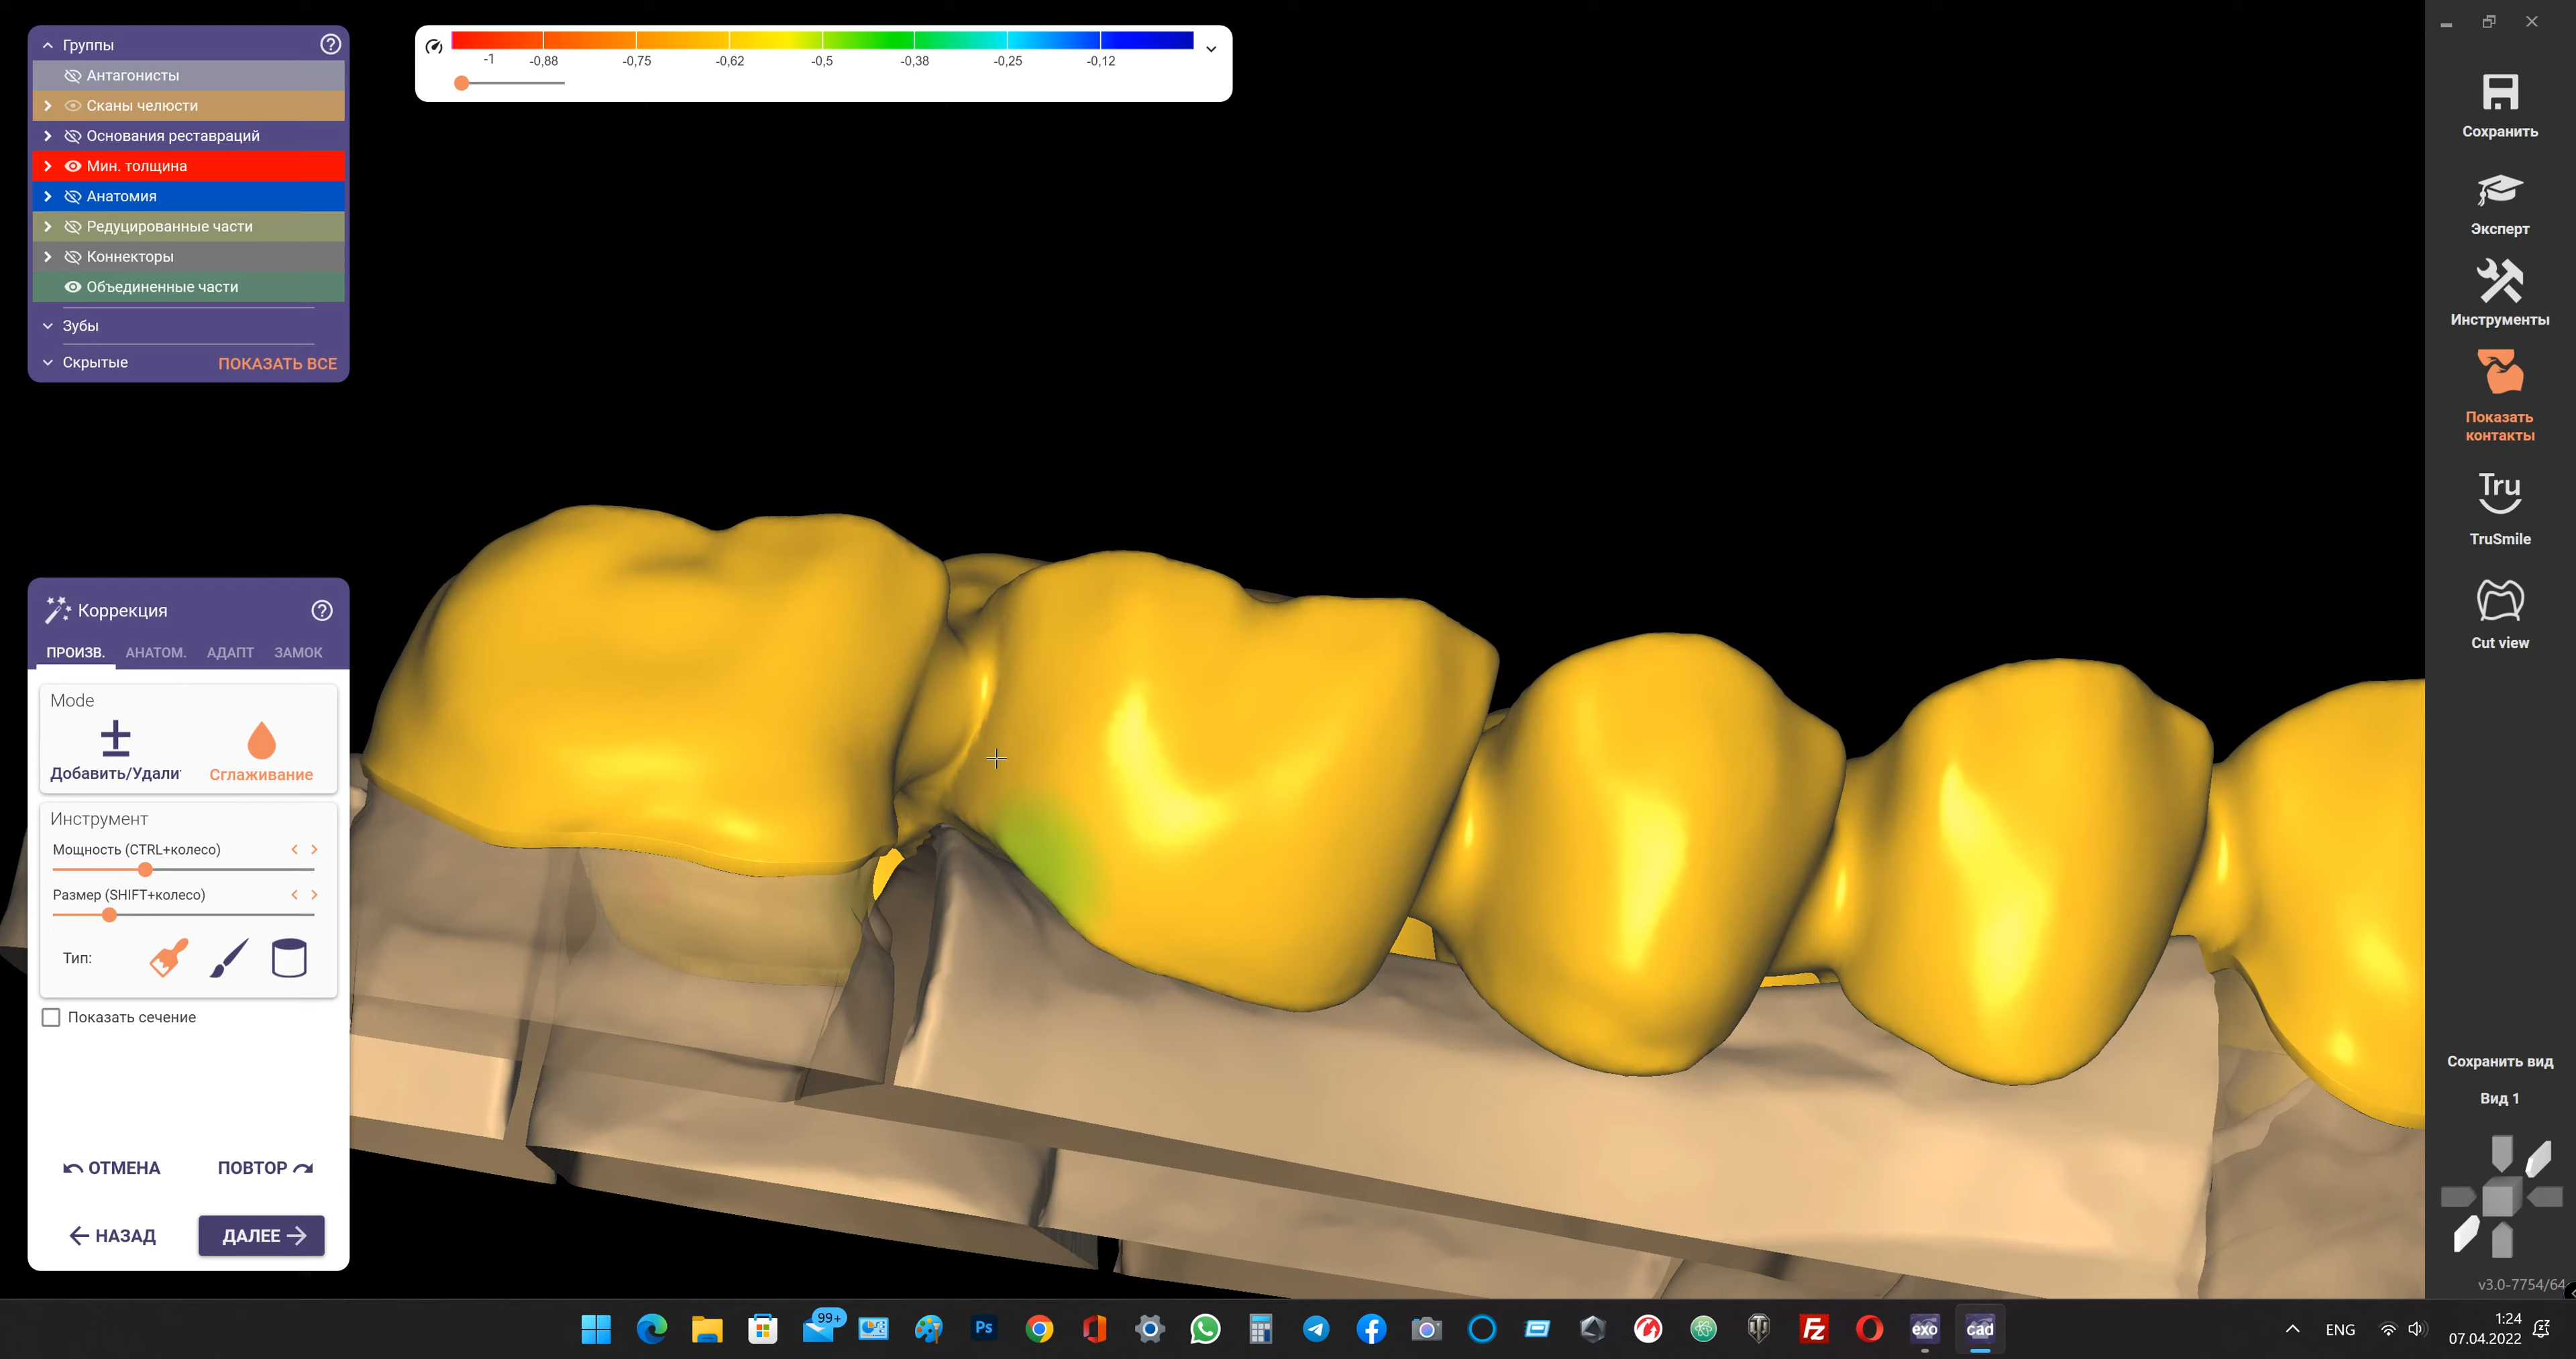 Группы
Антагонисты
Сканы челюсти
Основания реставраций
Мин. толщина
Анатомия
Редуцированные части
Коннекторы
Объединенные части
Зубы
Скрытые ПОКАЗАТЬ ВСЕ
-1 -0,88 -0,75 -0,62 -0,5 -0,38 -0,25 -0,12
Коррекция
ПРОИЗВ. АНАТОМ. АДАПТ ЗАМОК
Mode
Добавить/Удали Сглаживание
Инструмент
Мощность (CTRL+колесо)
Размер (SHIFT+колесо)
Тип:
Показать сечение
ОТМЕНА ПОВТОР
НАЗАД ДАЛЕЕ
Сохранить
Эксперт
Инструменты
Показать
контакты
Tru
TruSmile
Cut view
Сохранить вид
Вид 1
v3.0-7754/64
99+
Ps
Fz
exo
cad
ENG
1:24
07.04.2022